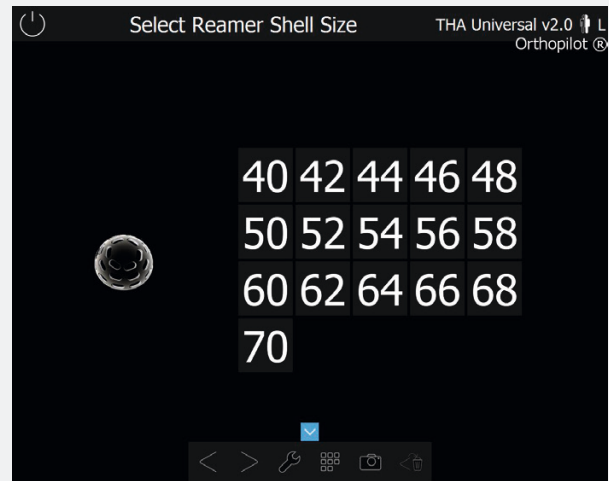 Select Reamer Shell Size
THA Universal v2.0 L
Orthopilot ®
40 42 44 46 48
50 52 54 56 58
60 62 64 66 68
70